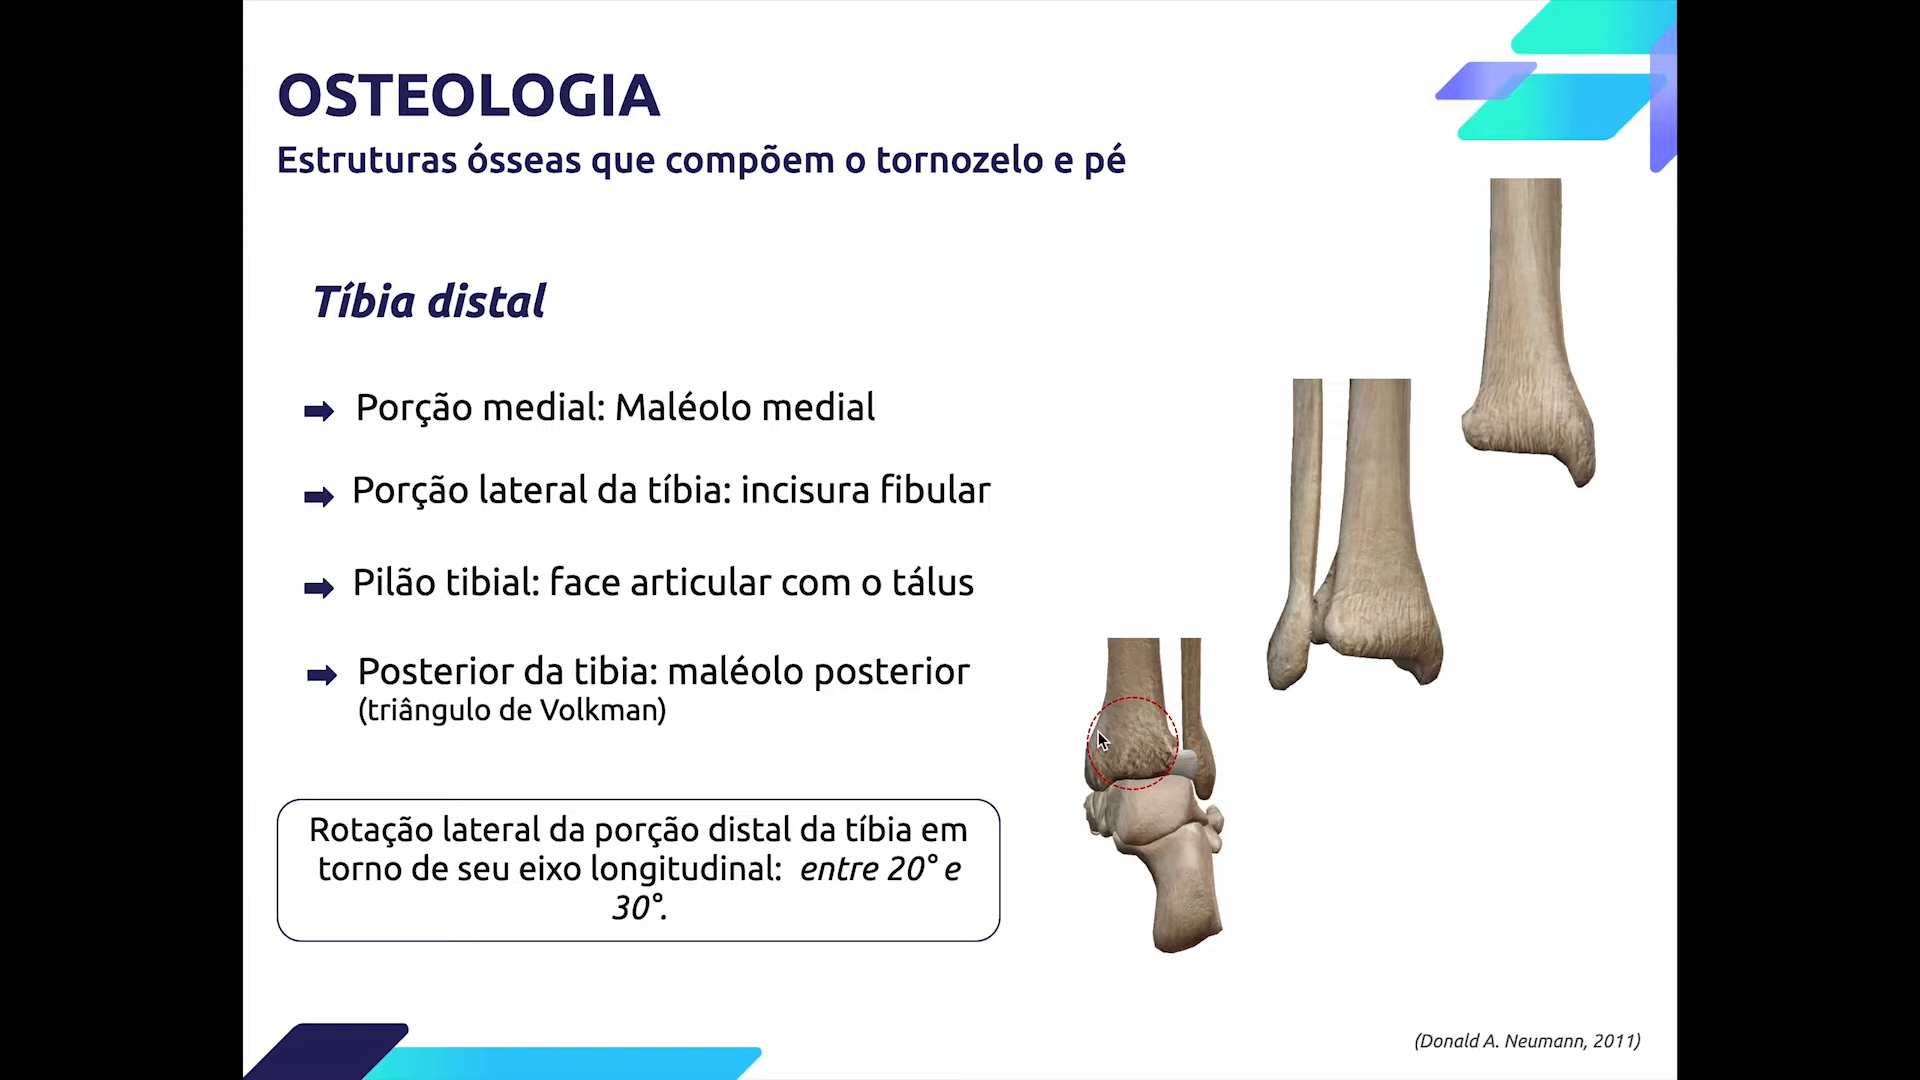 OSTEOLOGIA
Estruturas ósseas que compõem o tornozelo e pé
Tíbia distal
Porção medial: Maléolo medial
Porção lateral da tíbia: incisura fibular
Pilão tibial: face articular com o tálus
Posterior da tibia: maléolo posterior
(triângulo de Volkman)
Rotação lateral da porção distal da tíbia em
torno de seu eixo longitudinal: entre 20° e
30°.
(Donald A. Neumann, 2011)